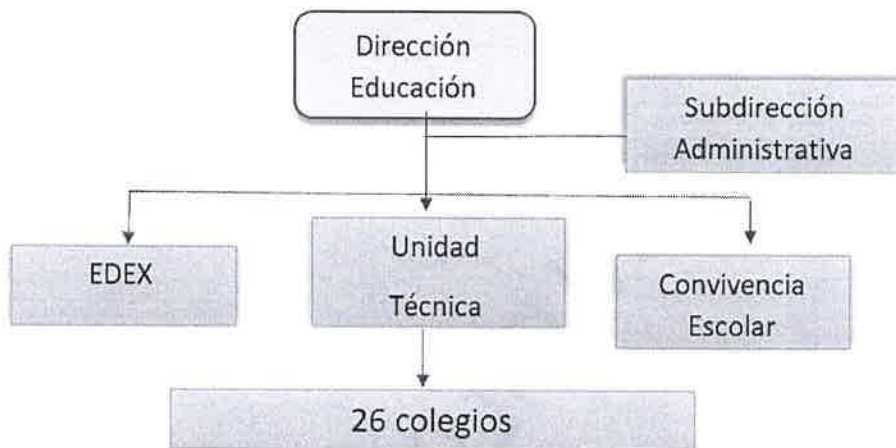 Dirección
Educación
Subdirección
Administrativa
EDEX
Unidad
Técnica
Convivencia
Escolar
26 colegios